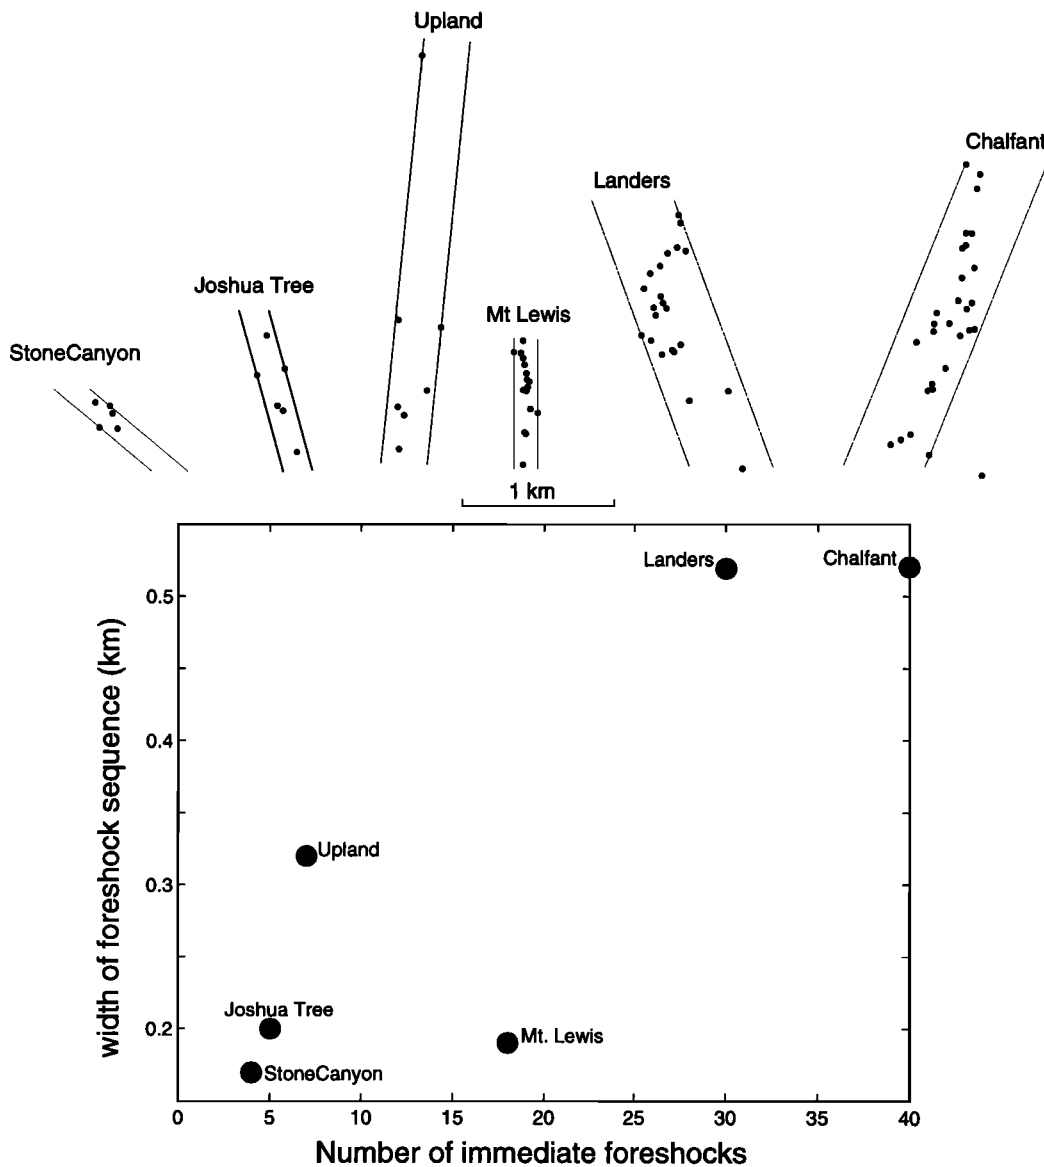 Upland
Chalfant
Landers
Joshua Tree
Mt Lewis
StoneCanyon
1 km
Landers
Chalfant
0.5
0.4
Upland
0.3
Joshua Tree
0.2
Mt. Lewis
StoneCanyon
width of foreshock sequence (km)
0 5 10 15 20 25 30 35 40
Number of immediate foreshocks